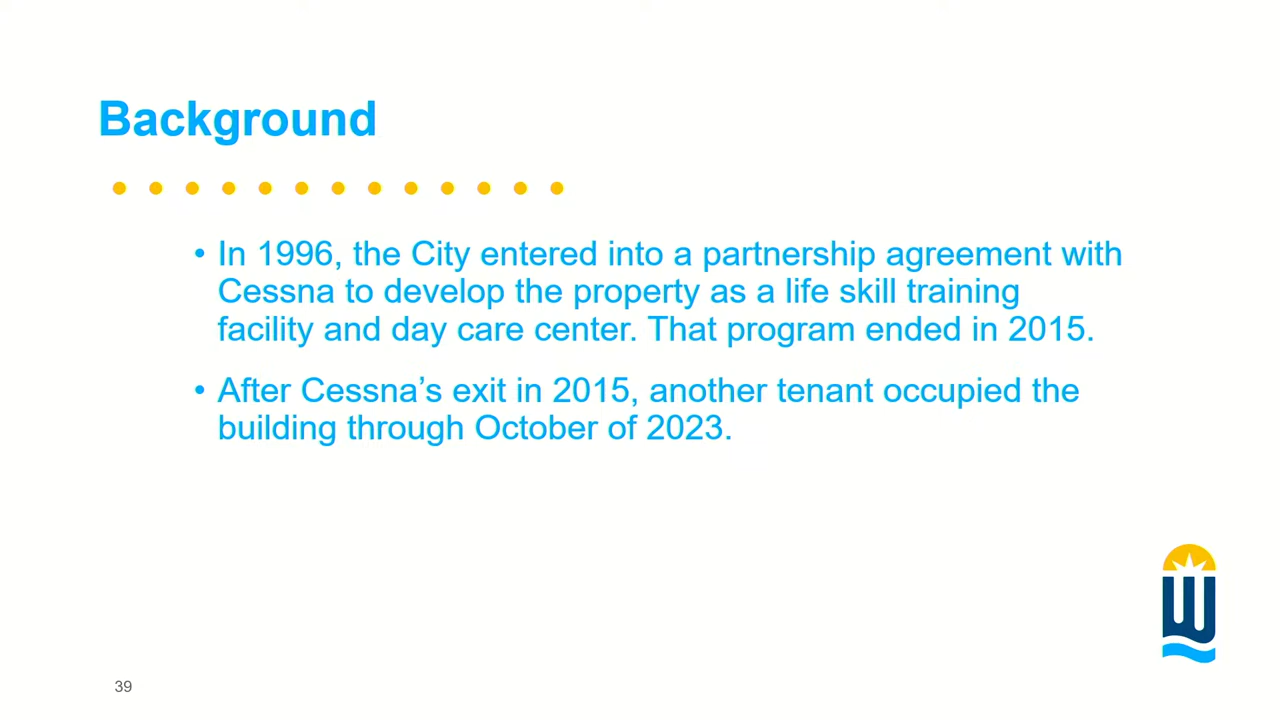 Background
• In 1996, the City entered into a partnership agreement with
Cessna to develop the property as a life skill training
facility and day care center. That program ended in 2015.
• After Cessna’s exit in 2015, another tenant occupied the
building through October of 2023.
W
39